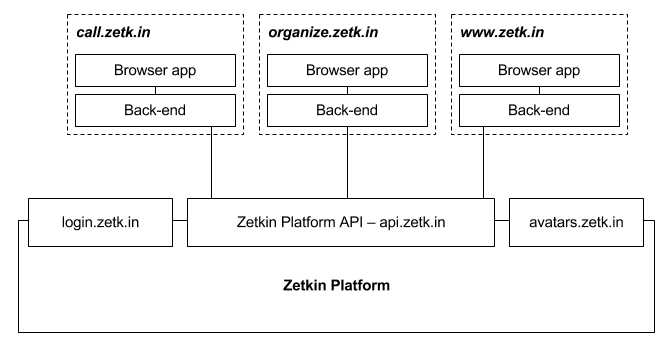 call.zetk.in
organize.zetk.in
www.zetk.in
Browser app
Browser app
Browser app
Back-end
Back-end
Back-end
login.zetk.in
Zetkin Platform API – api.zetk.in
avatars.zetk.in
Zetkin Platform